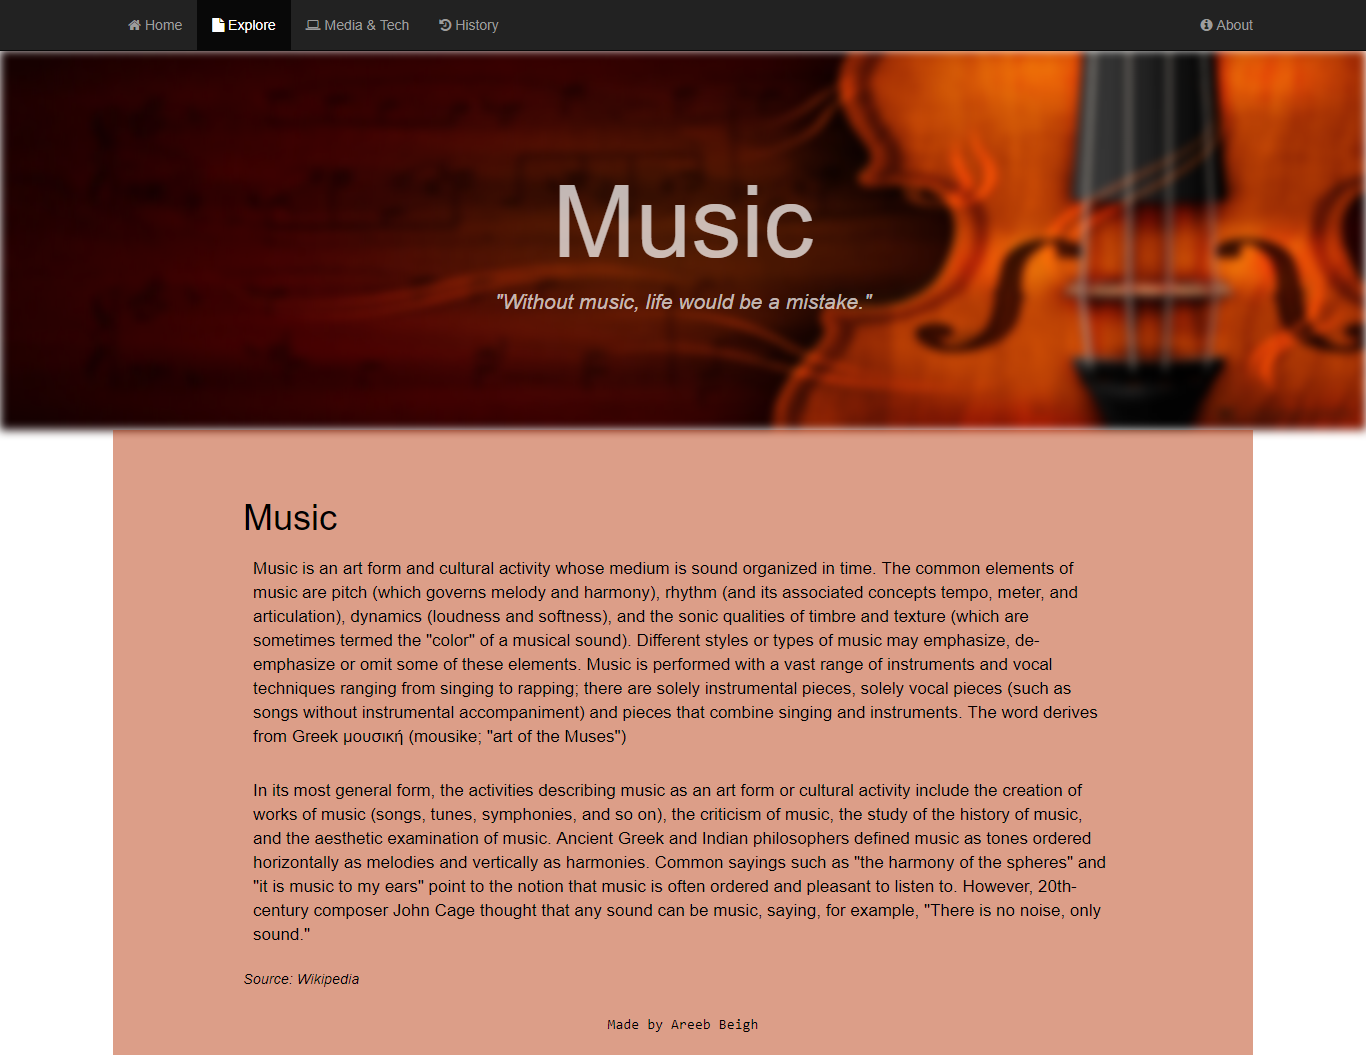 Home Explore Media & Tech History About
Music
"Without music, life would be a mistake."
Music
Music is an art form and cultural activity whose medium is sound organized in time. The common elements of
music are pitch (which governs melody and harmony), rhythm (and its associated concepts tempo, meter, and
articulation), dynamics (loudness and softness), and the sonic qualities of timbre and texture (which are
sometimes termed the "color" of a musical sound). Different styles or types of music may emphasize, de-
emphasize or omit some of these elements. Music is performed with a vast range of instruments and vocal
techniques ranging from singing to rapping; there are solely instrumental pieces, solely vocal pieces (such as
songs without instrumental accompaniment) and pieces that combine singing and instruments. The word derives
from Greek μουσική (mousike; "art of the Muses")
In its most general form, the activities describing music as an art form or cultural activity include the creation of
works of music (songs, tunes, symphonies, and so on), the criticism of music, the study of the history of music,
and the aesthetic examination of music. Ancient Greek and Indian philosophers defined music as tones ordered
horizontally as melodies and vertically as harmonies. Common sayings such as "the harmony of the spheres" and
"it is music to my ears" point to the notion that music is often ordered and pleasant to listen to. However, 20th-
century composer John Cage thought that any sound can be music, saying, for example, "There is no noise, only
sound."
Source: Wikipedia
Made by Areeb Beigh